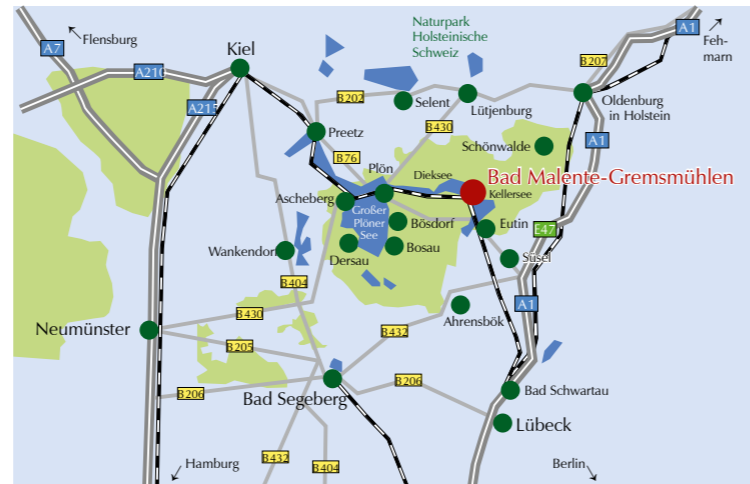 A7
Flensburg
Kiel
A210
A215
Naturpark
Holsteinische
Schweiz
A1
Feh-
marn
B207
B202
Selent
Lütjenburg
Oldenburg
in Holstein
B430
Preetz
B76
Schönwalde
A1
Plön
Dieksee
Bad Malente-Gremsmühlen
Kellersee
Ascheberg
Großer
Plöner
See
Bösdorf
Eutin
E47
Wankendorf
Dersau
Bosau
Süsel
B404
A1
B430
Neumünster
B432
Ahrensbök
B205
B206
Bad Segeberg
B206
Bad Schwartau
Lübeck
B432
B404
Hamburg
Berlin